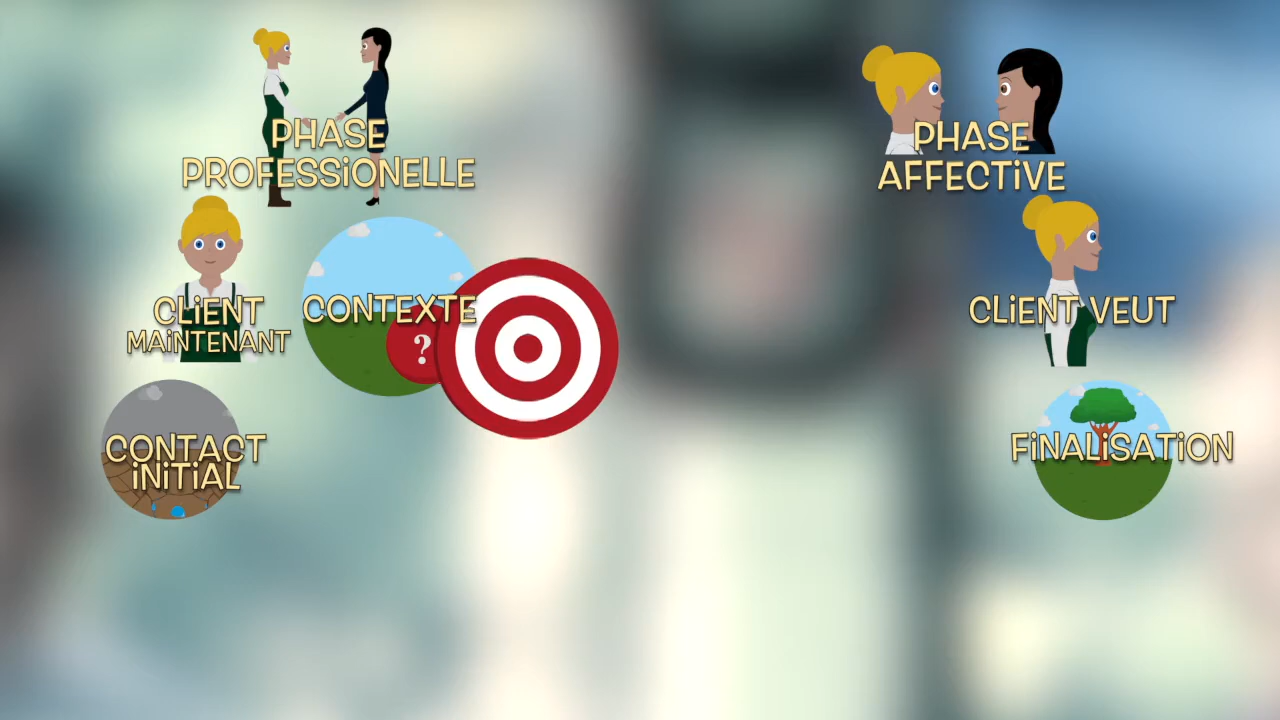 PHASE
PROFESSIONELLE
PHASE
AFFECTIVE
CLIENT
MAINTENANT
CONTEXTE
?
CLIENT VEUT
CONTACT
INITIAL
FINALISATION